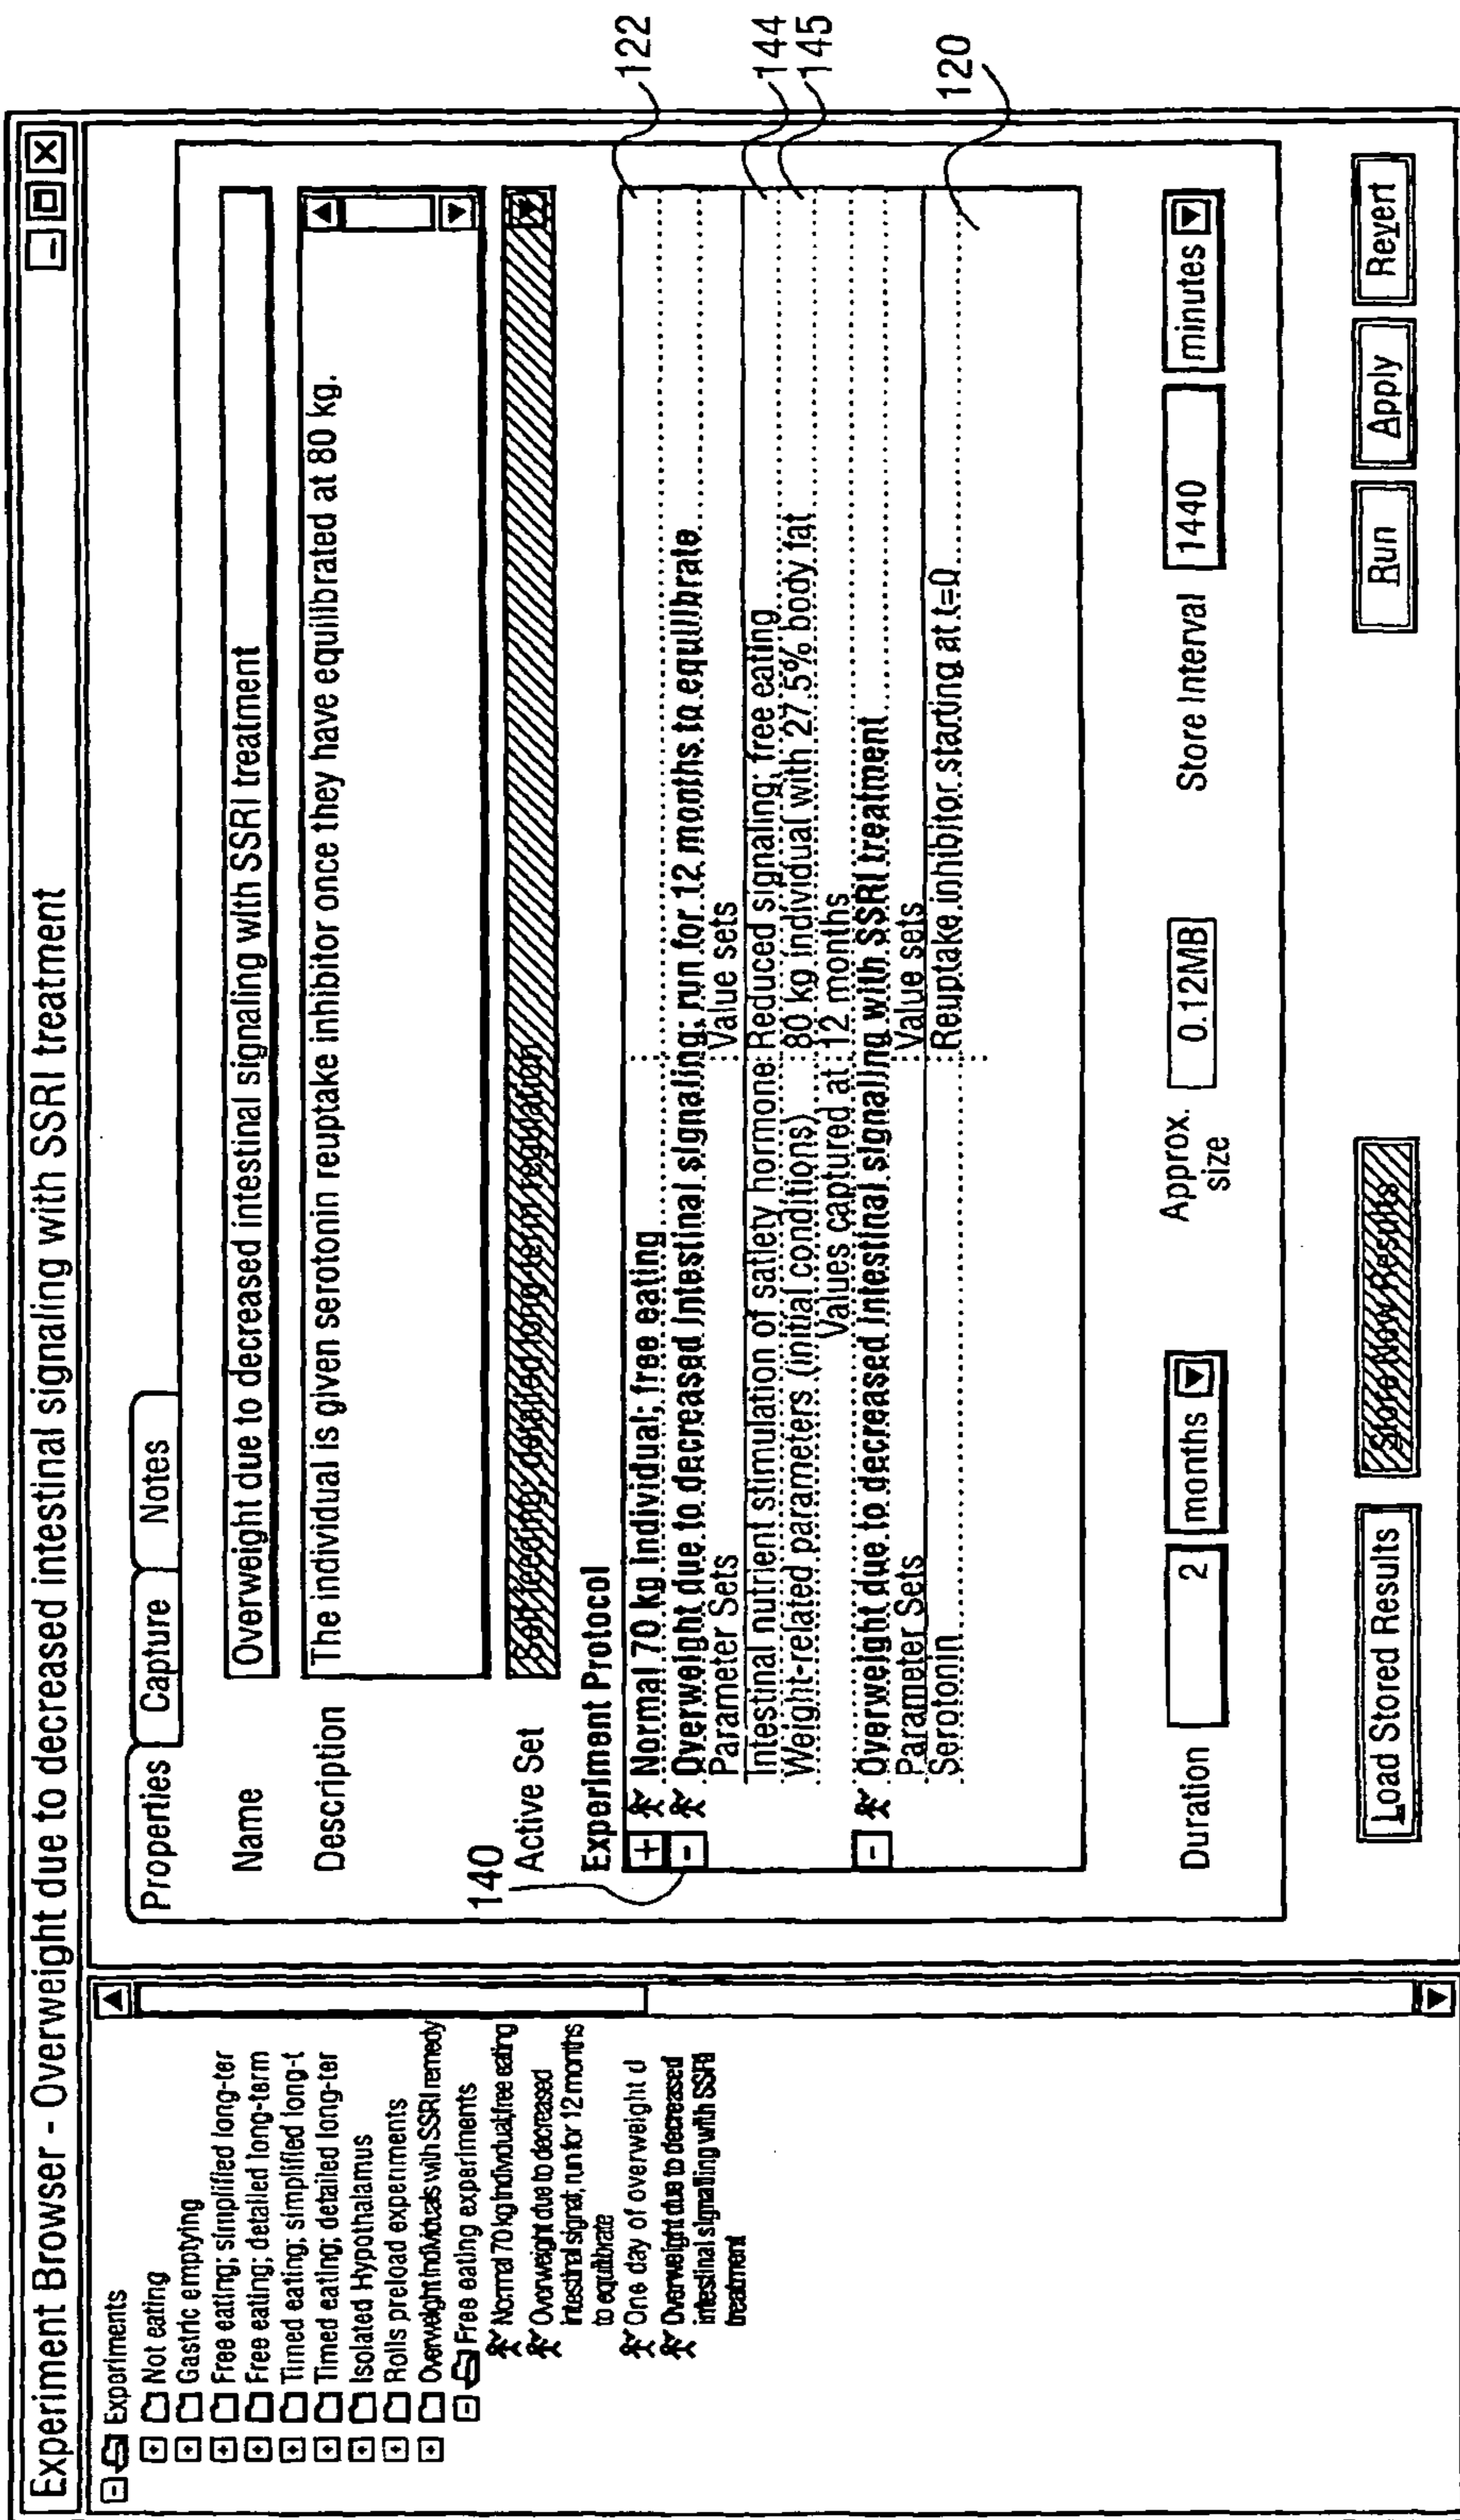 Experiment Browser - Overweight due to decreased intestinal signaling with SSRI treatment
Experiments
Not eating
Gastric emptying
Free eating; simplified long-ter
Free eating; detailed long-term
Timed eating; simplified long-t
Timed eating; detailed long-ter
Isolated Hypothalamus
Rolls preload experiments
Overweight individuals with SSRI remedy
Free eating experiments
Normal 70 kg individual; free eating
Overweight due to decreased
intestinal signal; run for 12 months
to equilibrate
One day of overweight d
Overweight due to decreased
intestinal signalling with SSRI
treatment
Properties Capture Notes
Name Overweight due to decreased intestinal signaling with SSRI treatment
Description The individual is given serotonin reuptake inhibitor once they have equilibrated at 80 kg.
140
Active Set detailed long-term regulation
Experiment Protocol
+ Normal 70 kg individual; free eating 122
- Overweight due to decreased intestinal signaling; run for 12 months to equilibrate
Parameter Sets Value sets
Intestinal nutrient stimulation of satiety hormone Reduced signaling; free eating 144
Weight-related parameters (initial conditions) 80 kg individual with 27.5% body fat 145
Values captured at 12 months
- Overweight due to decreased intestinal signaling with SSRI treatment
Parameter Sets Value sets
Serotonin Reuptake inhibitor starting at t=0 120
Duration 2 months Approx. size 0.12MB Store Interval 1440 minutes
Load Stored Results Store Now Results Run Apply Revert